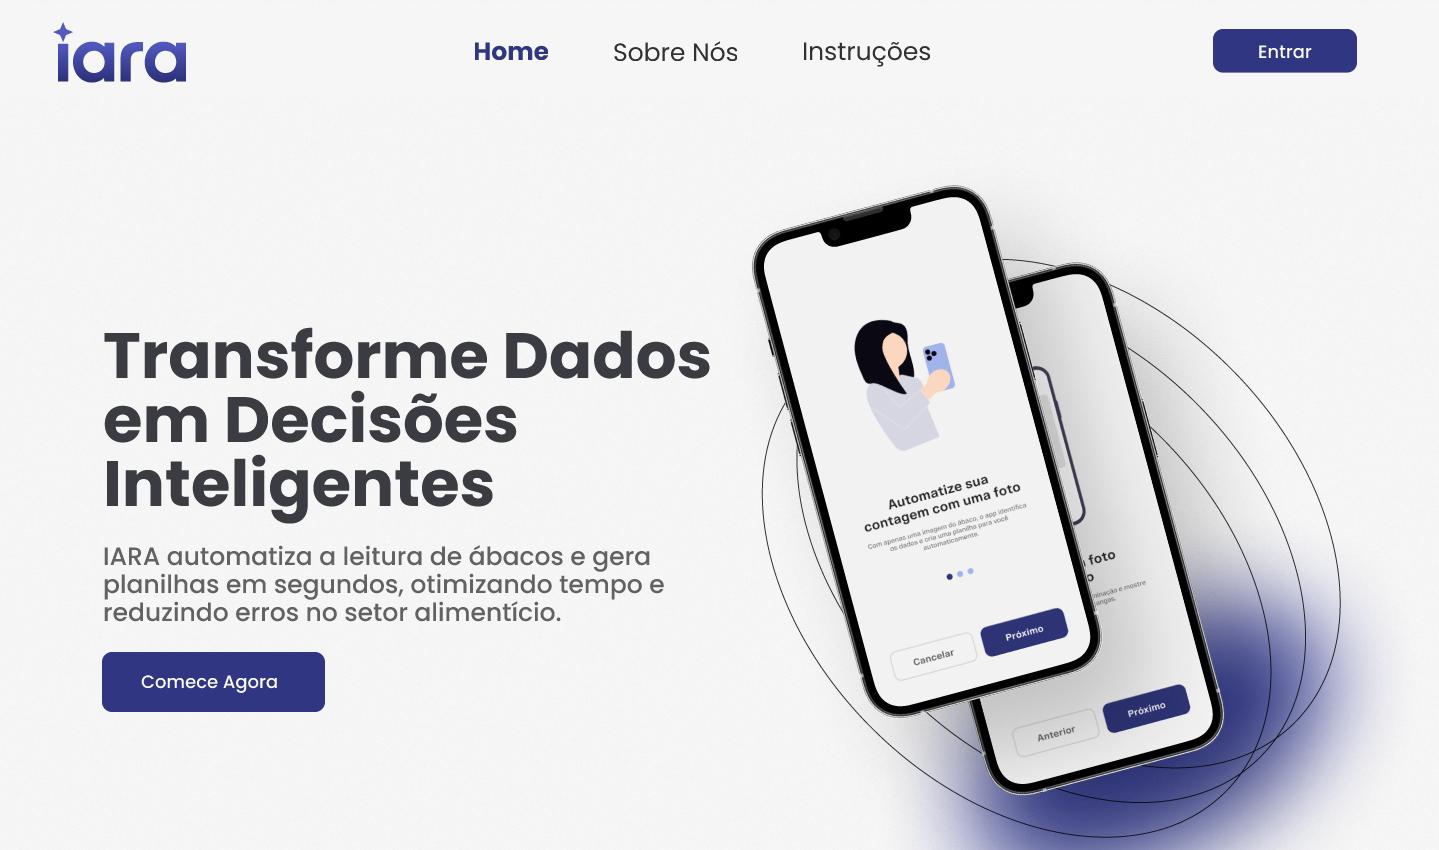 iara
Home
Sobre Nós
Instruções
Entrar
Transforme Dados
em Decisões
Inteligentes
IARA automatiza a leitura de ábacos e gera
planilhas em segundos, otimizando tempo e
reduzindo erros no setor alimentício.
Comece Agora
Automatize sua
contagem com uma foto
Com apenas uma imagem do ábaco, o app identifica
os dados e cria uma planilha para você
automaticamente.
Cancelar
Próximo
foto
e mostre
Anterior
Próximo